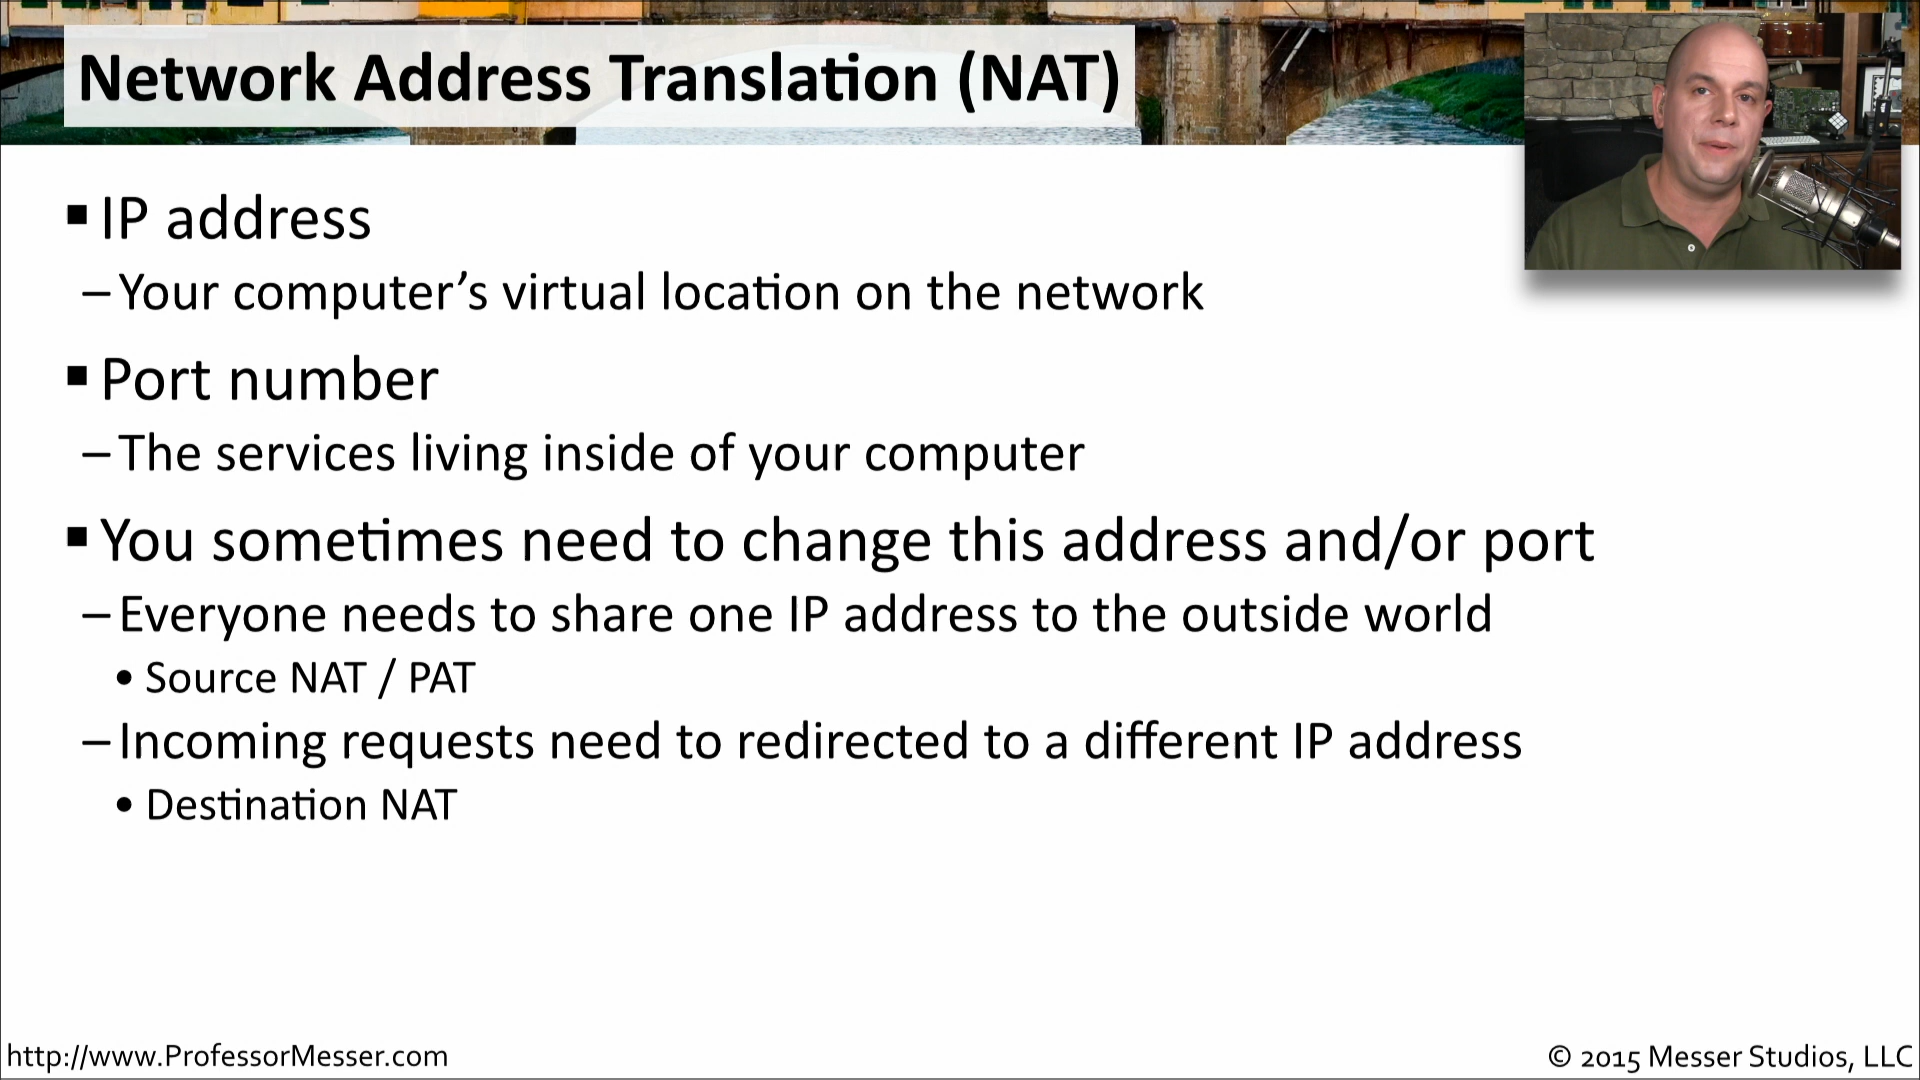 Network Address Translation (NAT)
▪ IP address
– Your computer’s virtual location on the network
▪ Port number
– The services living inside of your computer
▪ You sometimes need to change this address and/or port
– Everyone needs to share one IP address to the outside world
• Source NAT / PAT
– Incoming requests need to redirected to a different IP address
• Destination NAT
http://www.ProfessorMesser.com
© 2015 Messer Studios, LLC